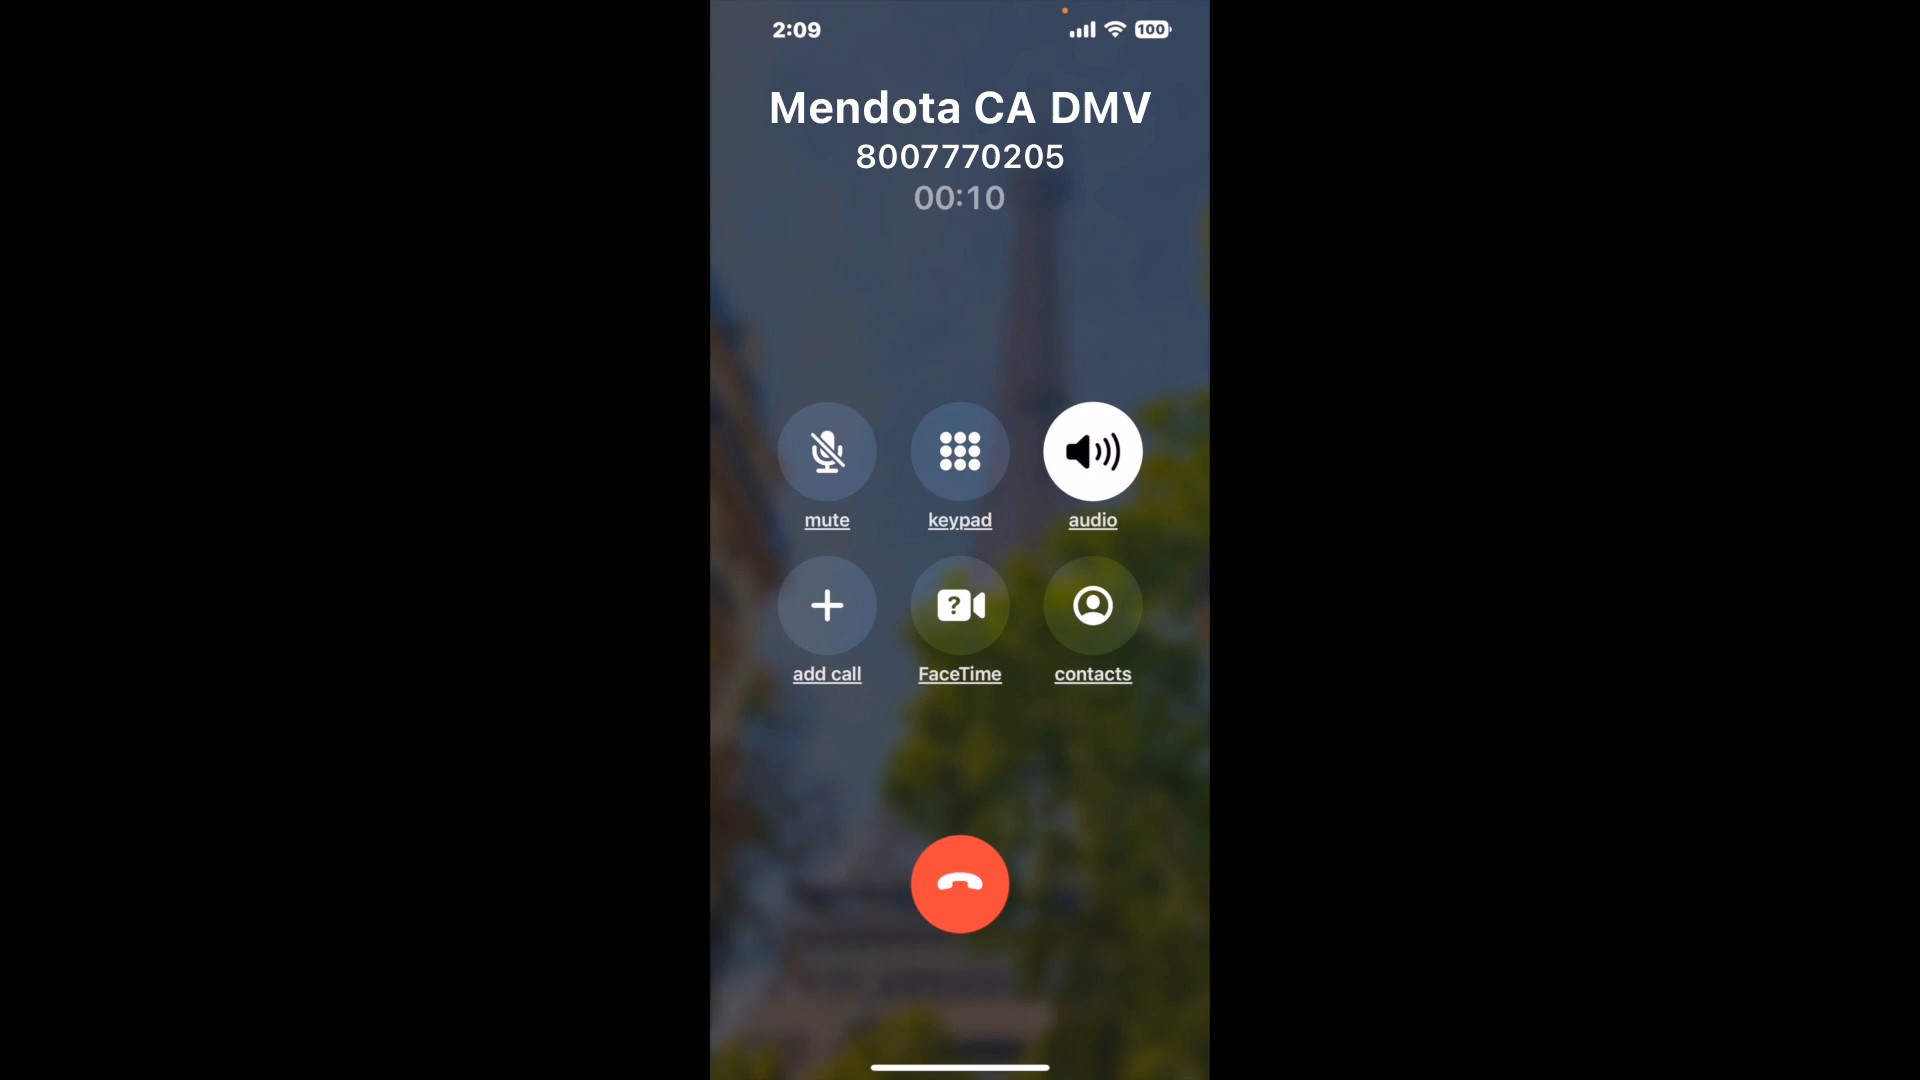 2:09
100
Mendota CA DMV
8007770205
00:10
mute
keypad
audio
?
add call
FaceTime
contacts